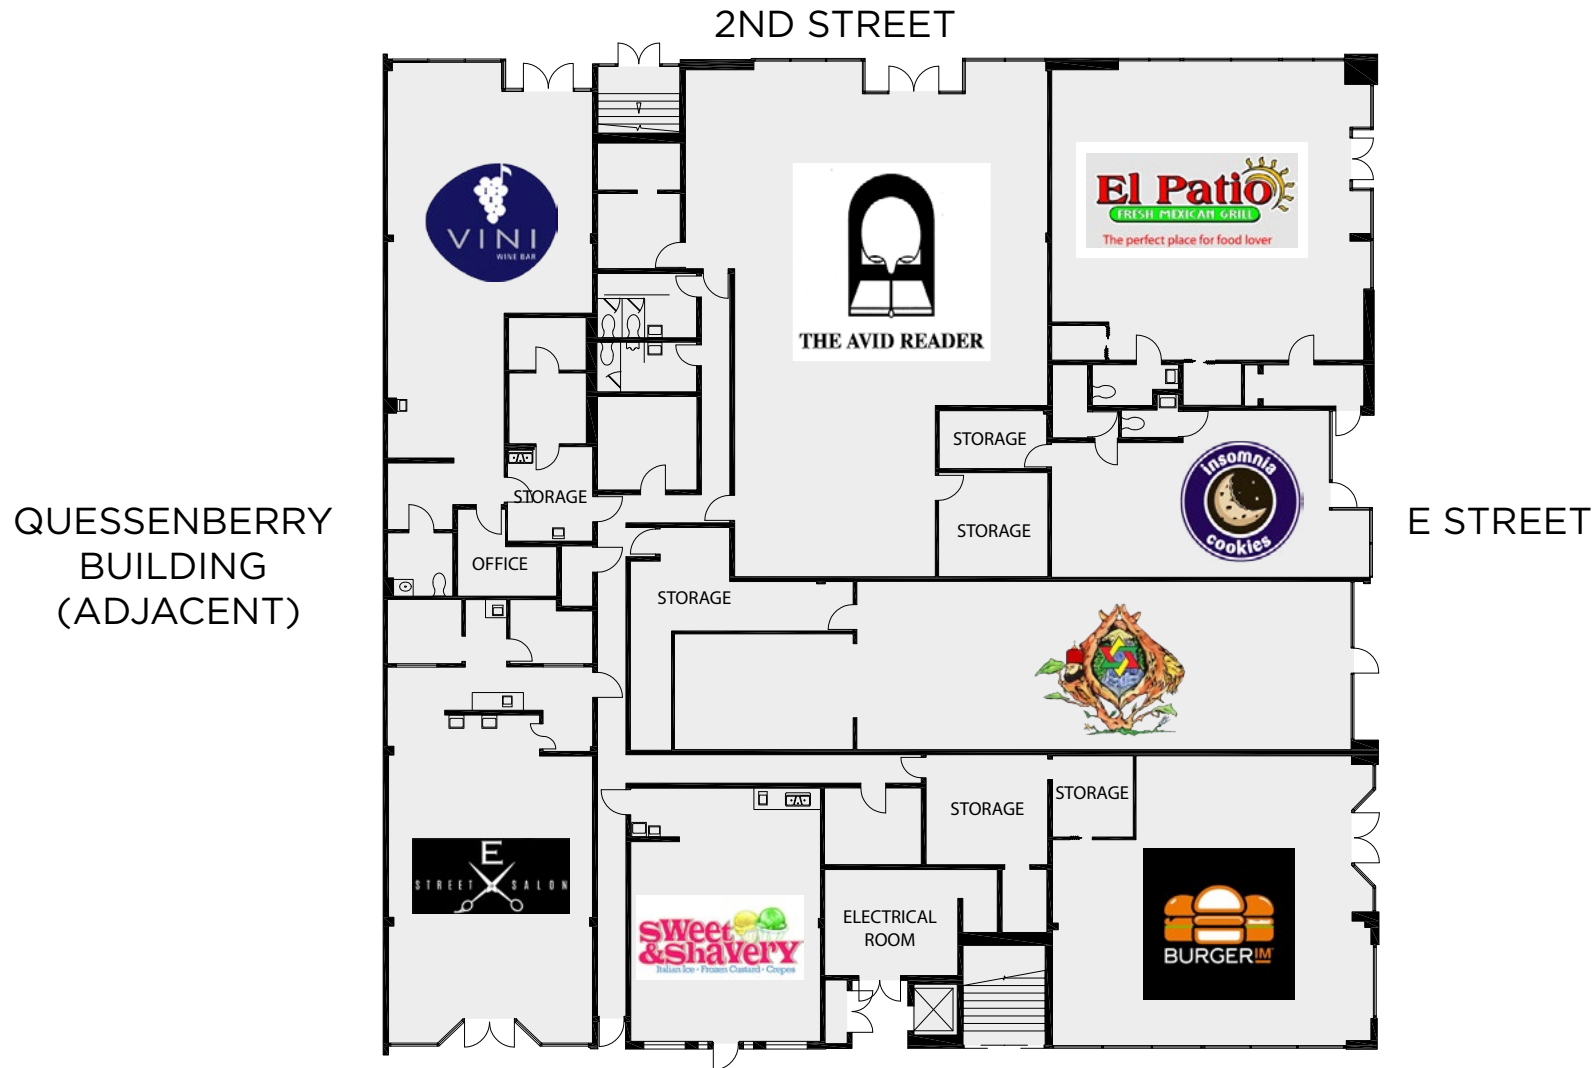 2ND STREET
VINI
WINE BAR
THE AVID READER
El Patio
FRESH MEXICAN GRILL
The perfect place for food lover
STORAGE
STORAGE
insomnia
cookies
STORAGE
OFFICE
STORAGE
QUESSENBERRY
BUILDING
(ADJACENT)
E STREET
STORAGE
STORAGE
E
STREET SALON
sweet
&shavery
Italian Ice - Frozen Custard - Crepes
ELECTRICAL
ROOM
BURGERIM